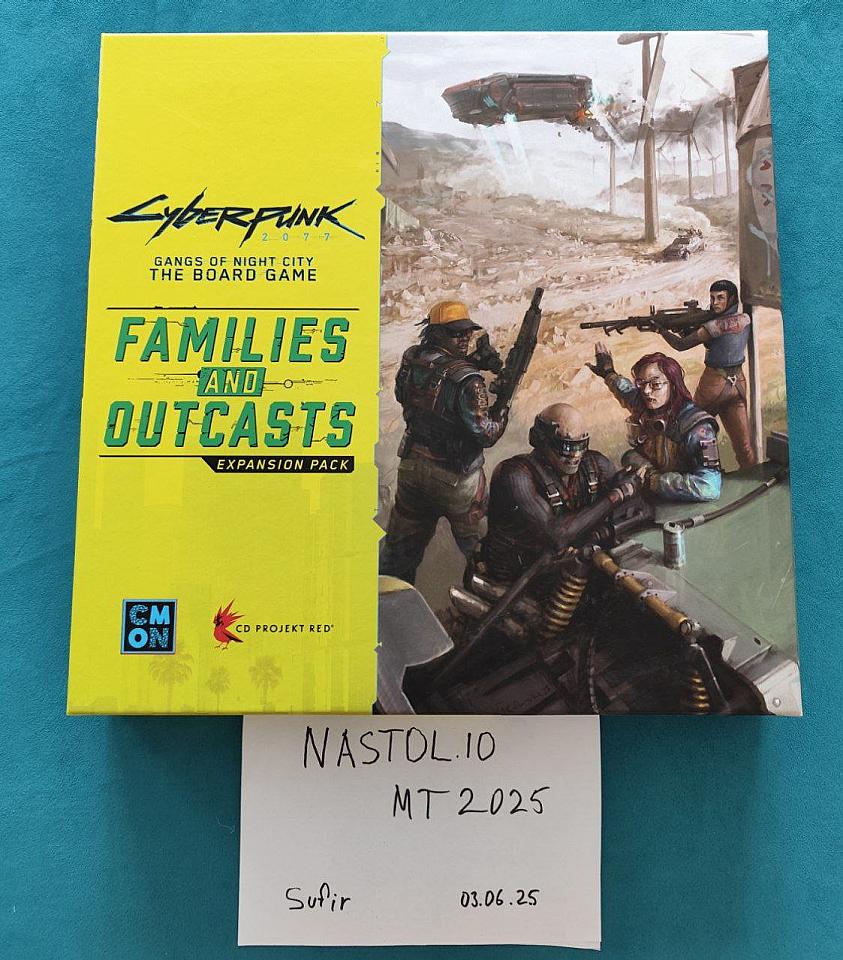 CYBERPUNK
2077
GANGS OF NIGHT CITY
THE BOARD GAME
FAMILIES
AND
OUTCASTS
EXPANSION PACK
CMON
CD PROJEKT RED®
NASTOL.IO
MT 2025
Sufir 03.06.25